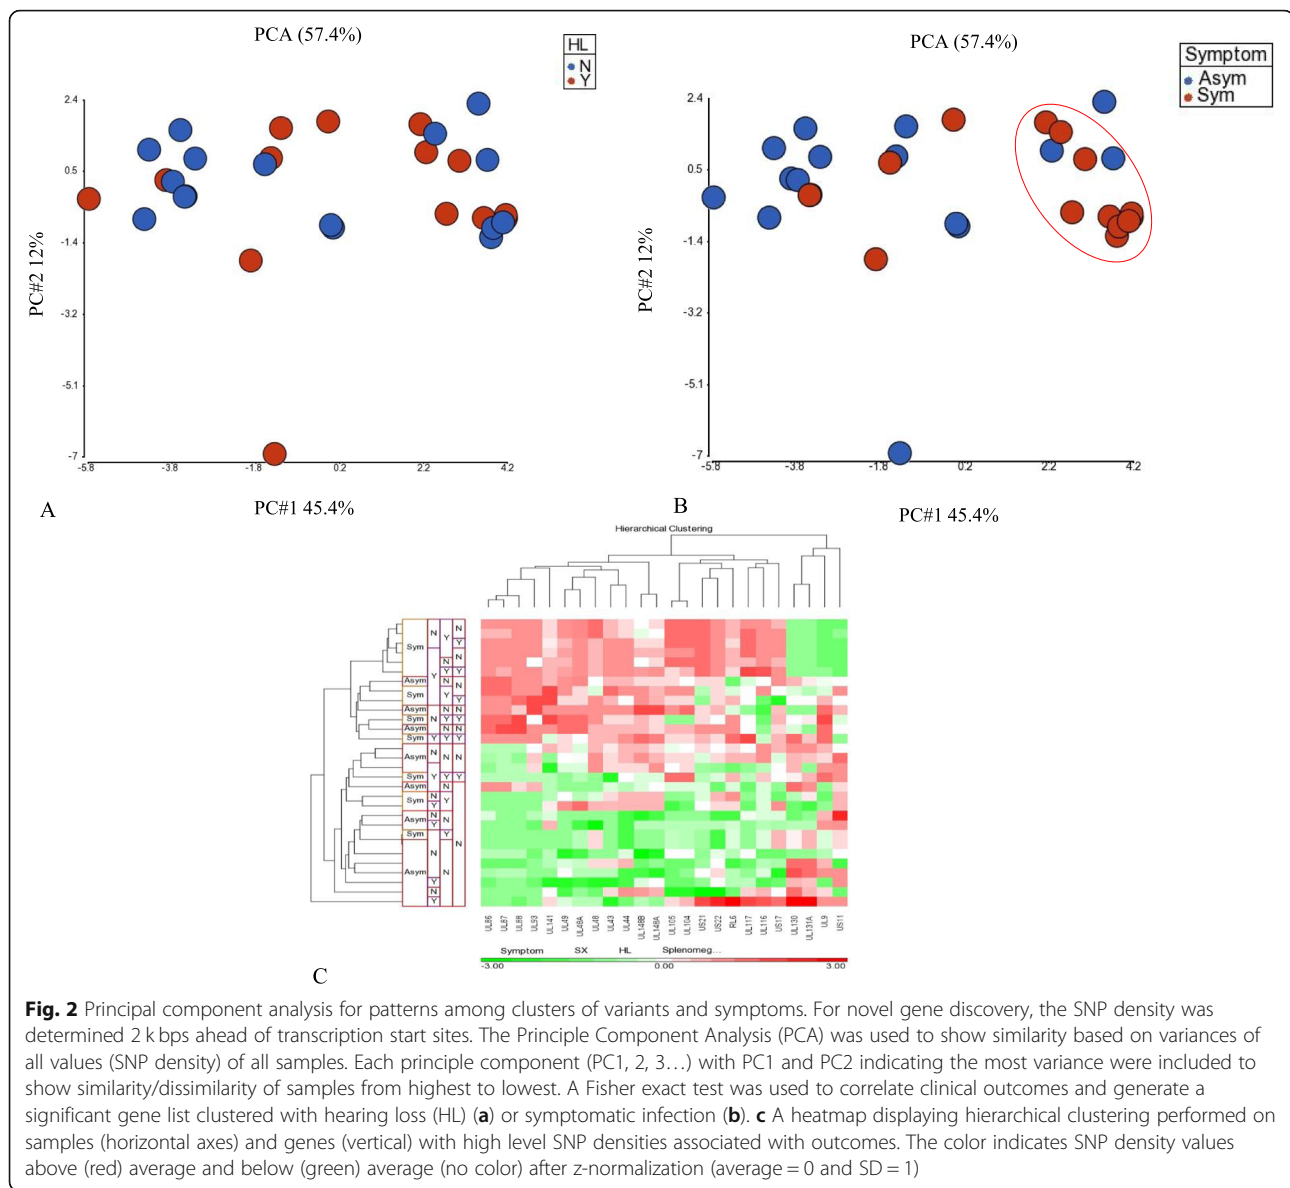 PCA (57.4%)
HL
N
Y
2.4
0.5
-1.4
-3.2
-5.1
-7
-5.8 -3.8 -1.8 0.2 2.2 4.2
PC#2 12%
PC#1 45.4%
A
PCA (57.4%)
Symptom
Asym
Sym
2.4
0.5
-1.4
-3.2
-5.1
-7
-5.8 -3.8 -1.8 0.2 2.2 4.2
PC#2 12%
PC#1 45.4%
B
Hierarchical Clustering
Sym
Asym
Sym
Asym
Sym
Asym
Sym
Asym
Sym
Asym
Sym
Asym
Sym
Asym
N
Y
N
Y
N
Y
N
Y
N
Y
N
Y
N
Y
Y
N
Y
N
Y
N
Y
N
Y
N
Y
N
Y
N
Y
N
Y
N
Y
N
Y
N
Y
N
Y
N
Y
N
UL86 UL87 UL88 UL93 UL141 UL49 UL48A UL48 UL43 UL44 UL148B UL148A UL105 UL104 US21 US22 RL6 UL117 UL116 US17 UL130 UL131A UL9 US11
Symptom SX HL Splenomeg...
-3.00 0.00 3.00
C
Fig. 2 Principal component analysis for patterns among clusters of variants and symptoms. For novel gene discovery, the SNP density was
determined 2 k bps ahead of transcription start sites. The Principle Component Analysis (PCA) was used to show similarity based on variances of
all values (SNP density) of all samples. Each principle component (PC1, 2, 3…) with PC1 and PC2 indicating the most variance were included to
show similarity/dissimilarity of samples from highest to lowest. A Fisher exact test was used to correlate clinical outcomes and generate a
significant gene list clustered with hearing loss (HL) (a) or symptomatic infection (b). c A heatmap displaying hierarchical clustering performed on
samples (horizontal axes) and genes (vertical) with high level SNP densities associated with outcomes. The color indicates SNP density values
above (red) average and below (green) average (no color) after z-normalization (average = 0 and SD = 1)